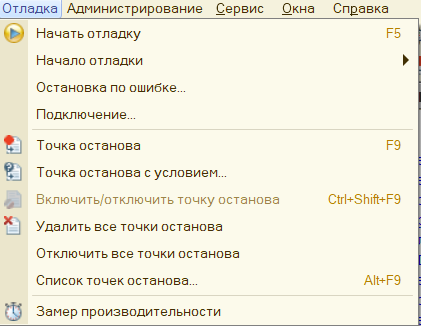 Отладка Администрирование Сервис Окна Справка
Начать отладку F5
Начало отладки
Остановка по ошибке...
Подключение...
Точка останова F9
Точка останова с условием...
Включить/отключить точку останова Ctrl+Shift+F9
Удалить все точки останова
Отключить все точки останова
Список точек останова... Alt+F9
Замер производительности